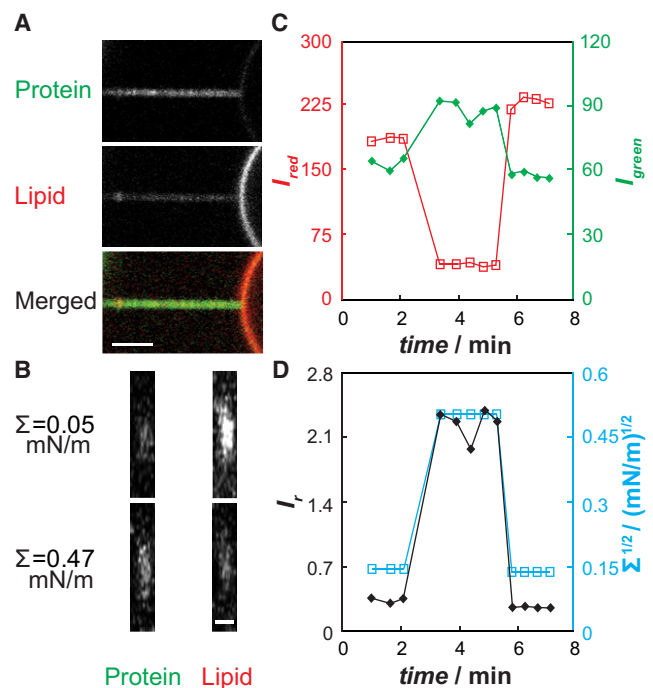 A
Protein
Lipid
Merged
B
Σ=0.05
mN/m
Σ=0.47
mN/m
Protein Lipid
C
300
225
150
75
0
I_red
120
90
60
30
0
I_green
0 2 4 6 8
time / min
D
2.8
2.1
1.4
0.7
0
I_r
0.6
0.45
0.3
0.15
0
Σ^1/2 / (mN/m)^1/2
0 2 4 6 8
time / min